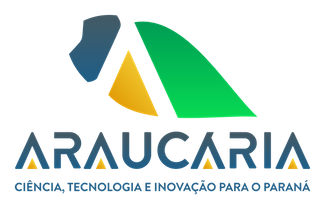 ARAUCÁRIA
CIÊNCIA, TECNOLOGIA E INOVAÇÃO PARA O PARANÁ